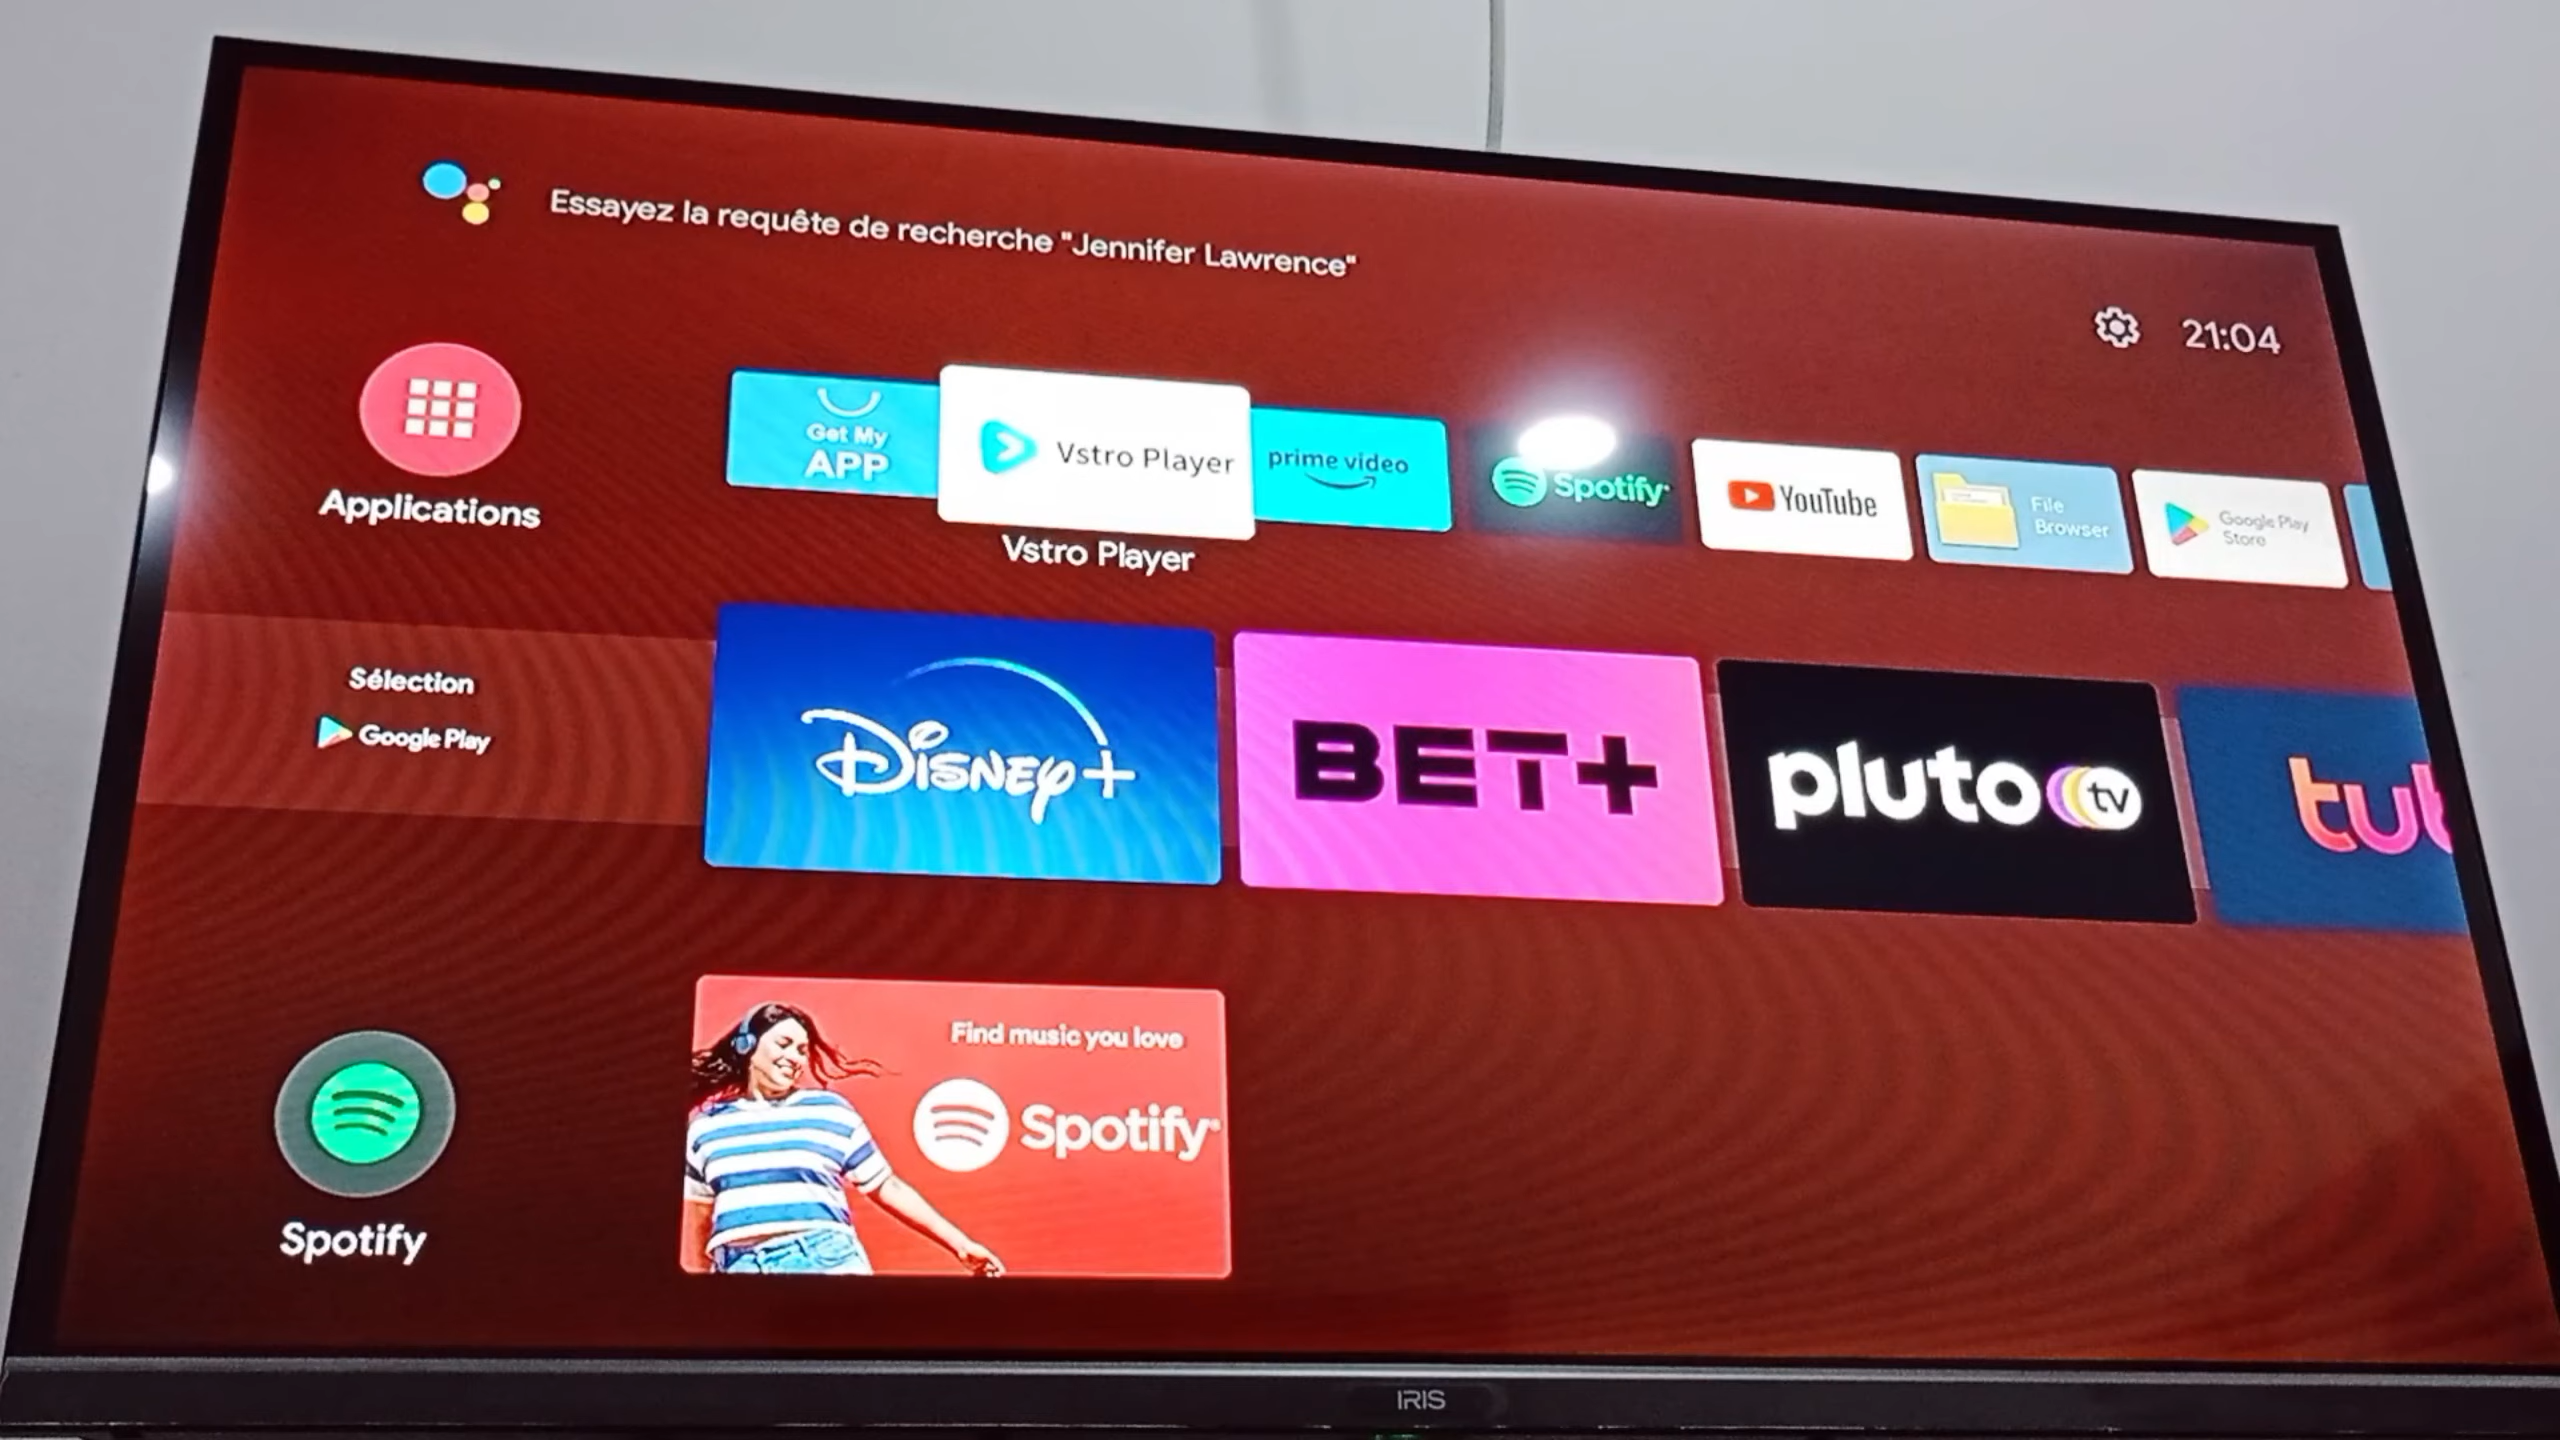 Essayez la requête de recherche "Jennifer Lawrence"
21:04
Applications
Get My
APP
Vstro Player
prime video
Spotify
YouTube
File
Browser
Google Play
Store
Vstro Player
Sélection
Google Play
Disney+
BET+
pluto tv
Spotify
Find music you love
Spotify
IRIS